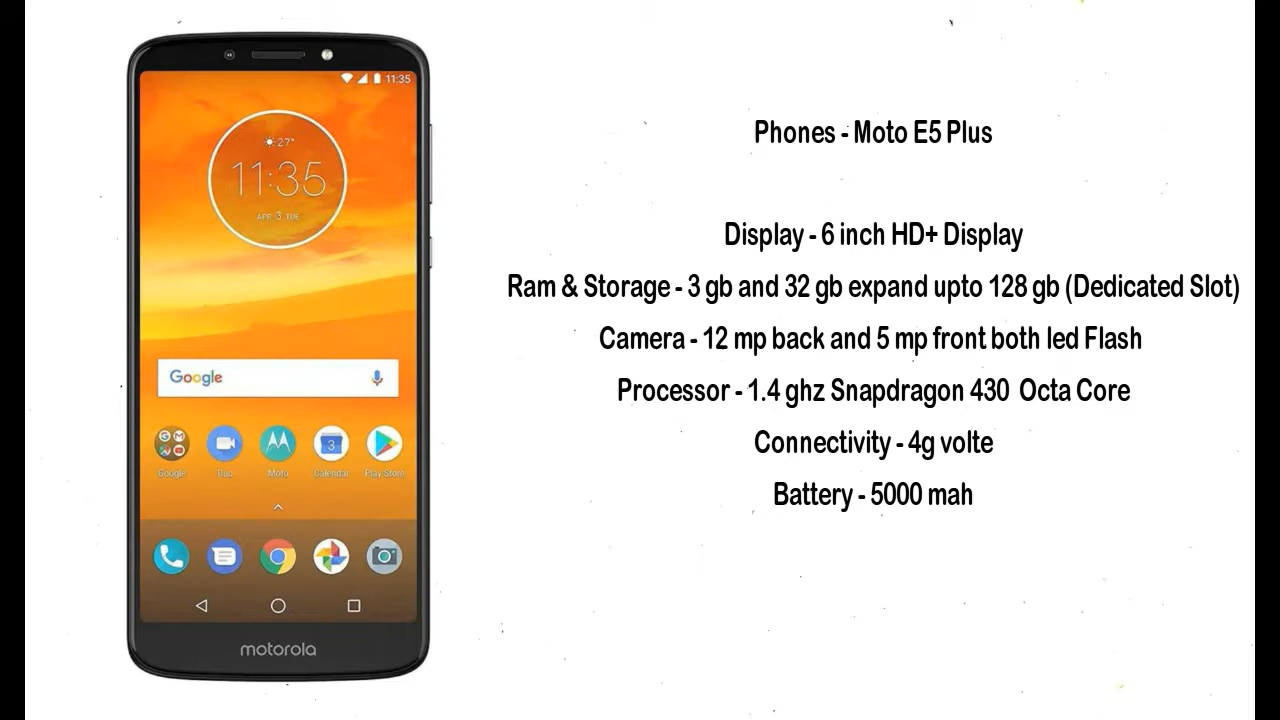 11:35
27°
11:35
APR 3 TUE
Google
3
Google
Duo
Moto
Calendar
Play Store
motorola
Phones - Moto E5 Plus
Display - 6 inch HD+ Display
Ram & Storage - 3 gb and 32 gb expand upto 128 gb (Dedicated Slot)
Camera - 12 mp back and 5 mp front both led Flash
Processor - 1.4 ghz Snapdragon 430 Octa Core
Connectivity - 4g volte
Battery - 5000 mah